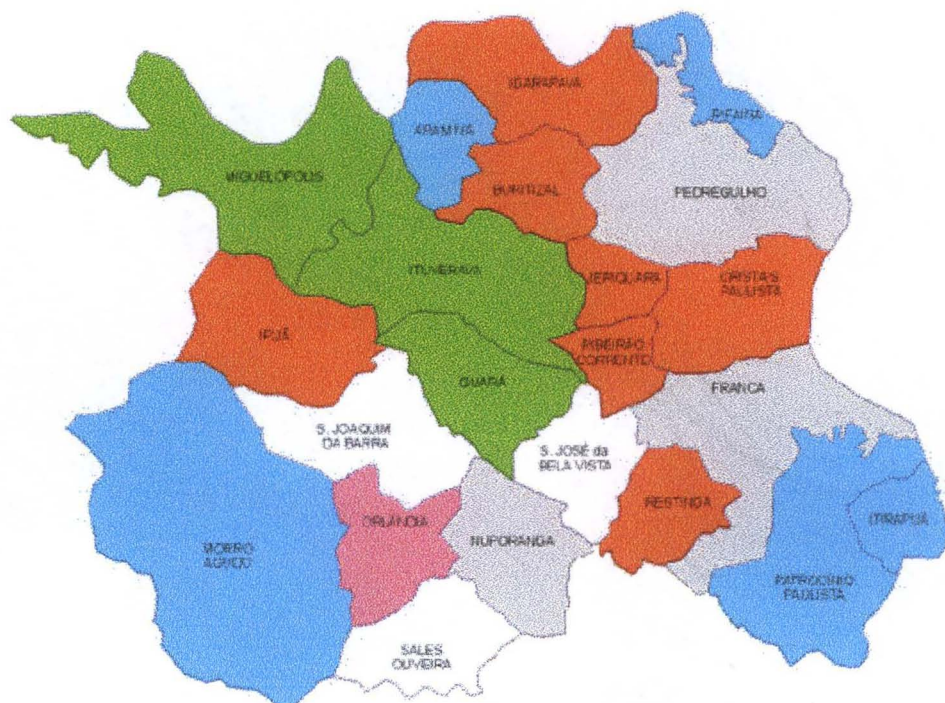 IGARAPAVA
RIFAINA
ARAMINA
MIGUELÓPOLIS
BURITIZAL
PEDREGULHO
ITUVERAVA
JERIQUARA
CRISTAIS
PAULISTA
IPUÃ
RIBEIRÃO
CORRENTE
GUARÁ
FRANCA
S. JOAQUIM
DA BARRA
S. JOSÉ da
BELA VISTA
RESTINGA
ORLÂNDIA
ITIRAPUÃ
NUPORANGA
MORRO
AGUDO
PATROCÍNIO
PAULISTA
SALES
OLIVEIRA